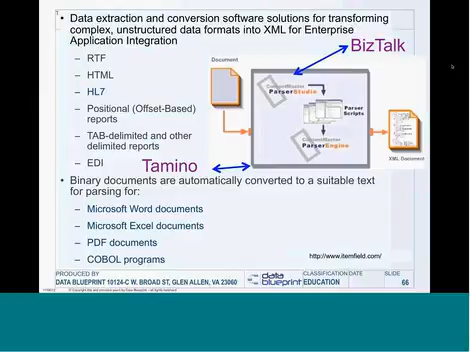 • Data extraction and conversion software solutions for transforming
complex, unstructured data formats into XML for Enterprise
Application Integration
– RTF
– HTML
– HL7
– Positional (Offset-Based)
reports
– TAB-delimited and other
delimited reports
– EDI
BizTalk
Document
ContentMaster
ParserStudio
Parser
Scripts
ContentMaster
ParserEngine
XML Document
Tamino
• Binary documents are automatically converted to a suitable text
for parsing for:
– Microsoft Word documents
– Microsoft Excel documents
– PDF documents
– COBOL programs
http://www.itemfield.com/
PRODUCED BY
DATA BLUEPRINT 10124-C W. BROAD ST, GLEN ALLEN, VA 23060
data
blueprint
CLASSIFICATION
EDUCATION
DATE
SLIDE
66